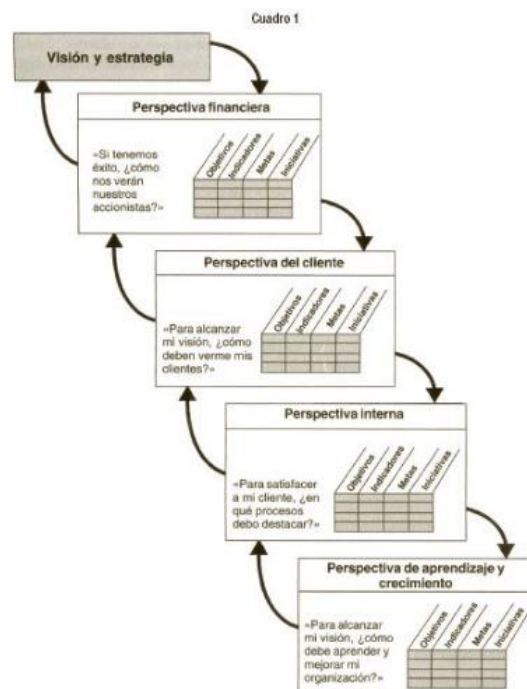 Cuadro 1
Visión y estrategia
Perspectiva financiera
«Si tenemos
éxito, ¿cómo
nos verán
nuestros
accionistas?»
Objetivos
Indicadores
Metas
Iniciativas
Perspectiva del cliente
«Para alcanzar
mi visión, ¿cómo
deben verme mis
clientes?»
Objetivos
Indicadores
Metas
Iniciativas
Perspectiva interna
«Para satisfacer
a mi cliente, ¿en
qué procesos
debo destacar?»
Objetivos
Indicadores
Metas
Iniciativas
Perspectiva de aprendizaje y
crecimiento
«Para alcanzar
mi visión, ¿cómo
debe aprender y
mejorar mi
organización?»
Objetivos
Indicadores
Metas
Iniciativas